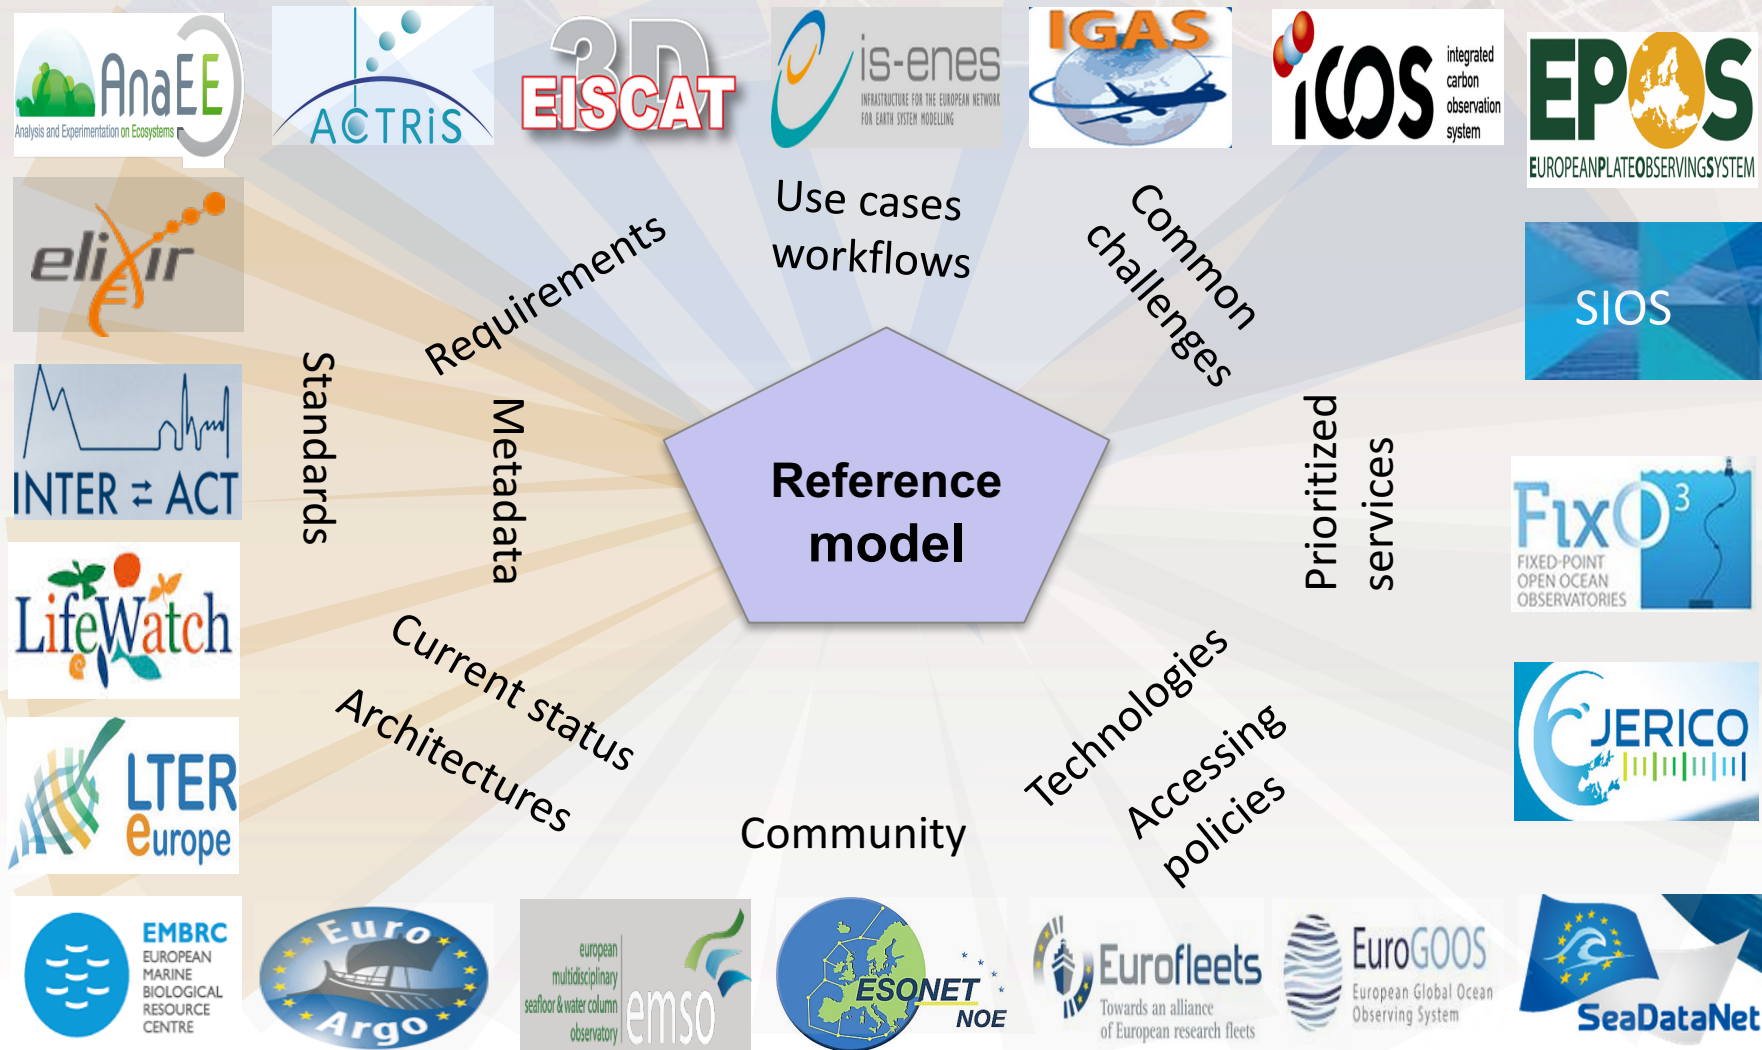 AnaEE
Analysis and Experimentation on Ecosystems
ACTRiS
3D
EISCAT
is-enes
INFRASTRUCTURE FOR THE EUROPEAN NETWORK
FOR EARTH SYSTEM MODELLING
IGAS
icos
integrated
carbon
observation
system
EPOS
EUROPEANPLATEOBSERVINGSYSTEM
elixir
Requirements
Use cases
workflows
Common
challenges
SIOS
INTER ⇄ ACT
Standards
Metadata
Reference
model
Prioritized
services
FixO3
FIXED-POINT
OPEN OCEAN
OBSERVATORIES
LifeWatch
Current status
Architectures
Technologies
Accessing
policies
JERICO
LTER
europe
Community
EMBRC
EUROPEAN
MARINE
BIOLOGICAL
RESOURCE
CENTRE
Euro
Argo
european
multidisciplinary
seafloor & water column
observatory
emso
ESONET
NOE
Eurofleets
Towards an alliance
of European research fleets
EuroGOOS
European Global Ocean
Observing System
SeaDataNet